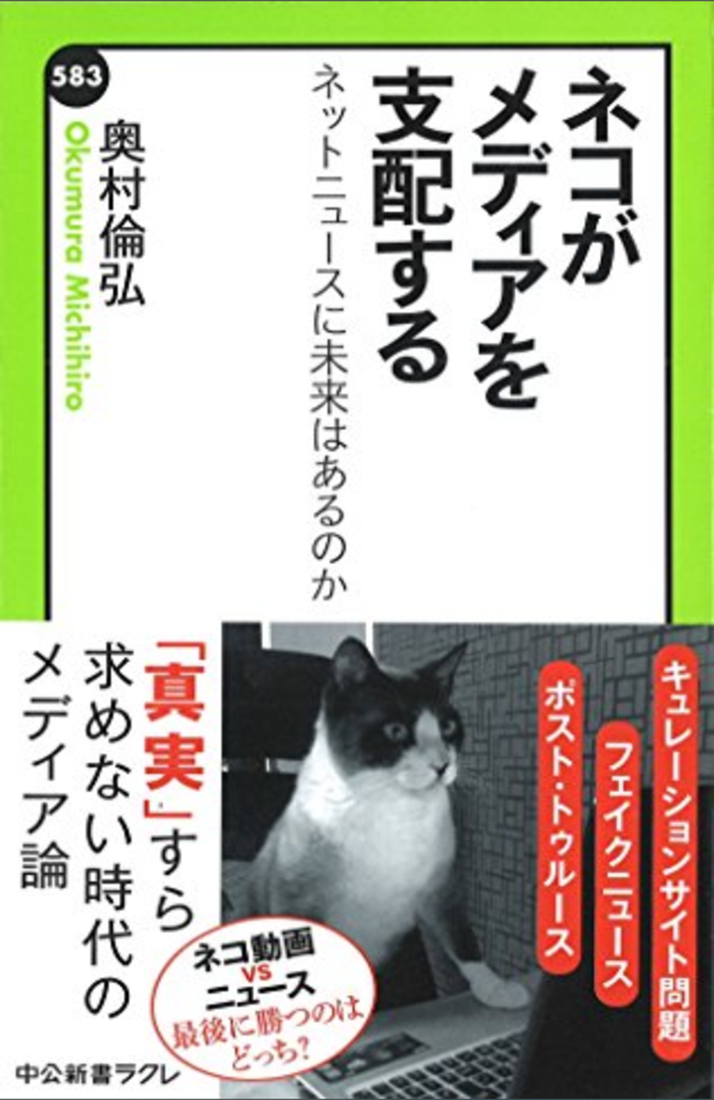 583
ネコが
メディアを
支配する
ネットニュースに未来はあるのか
奥村倫弘
Okumura Michihiro
キュレーションサイト問題
フェイクニュース
ポスト・トゥルース
「真実」すら
求めない時代の
メディア論
ネコ動画
vs
ニュース
最後に勝つのは
どっち?
中公新書ラクレ